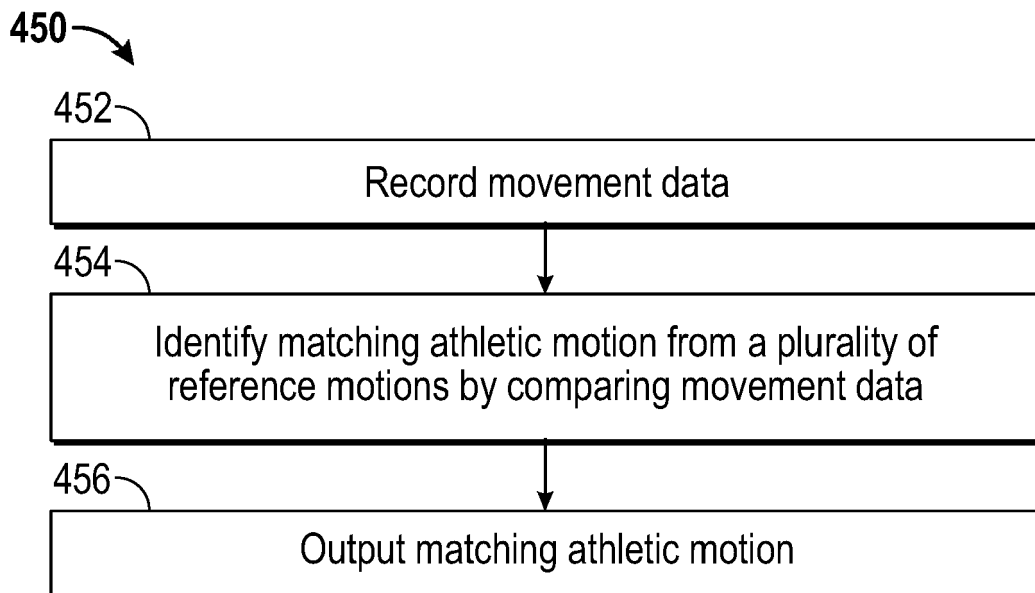 450
452
Record movement data
454
Identify matching athletic motion from a plurality of
reference motions by comparing movement data
456
Output matching athletic motion